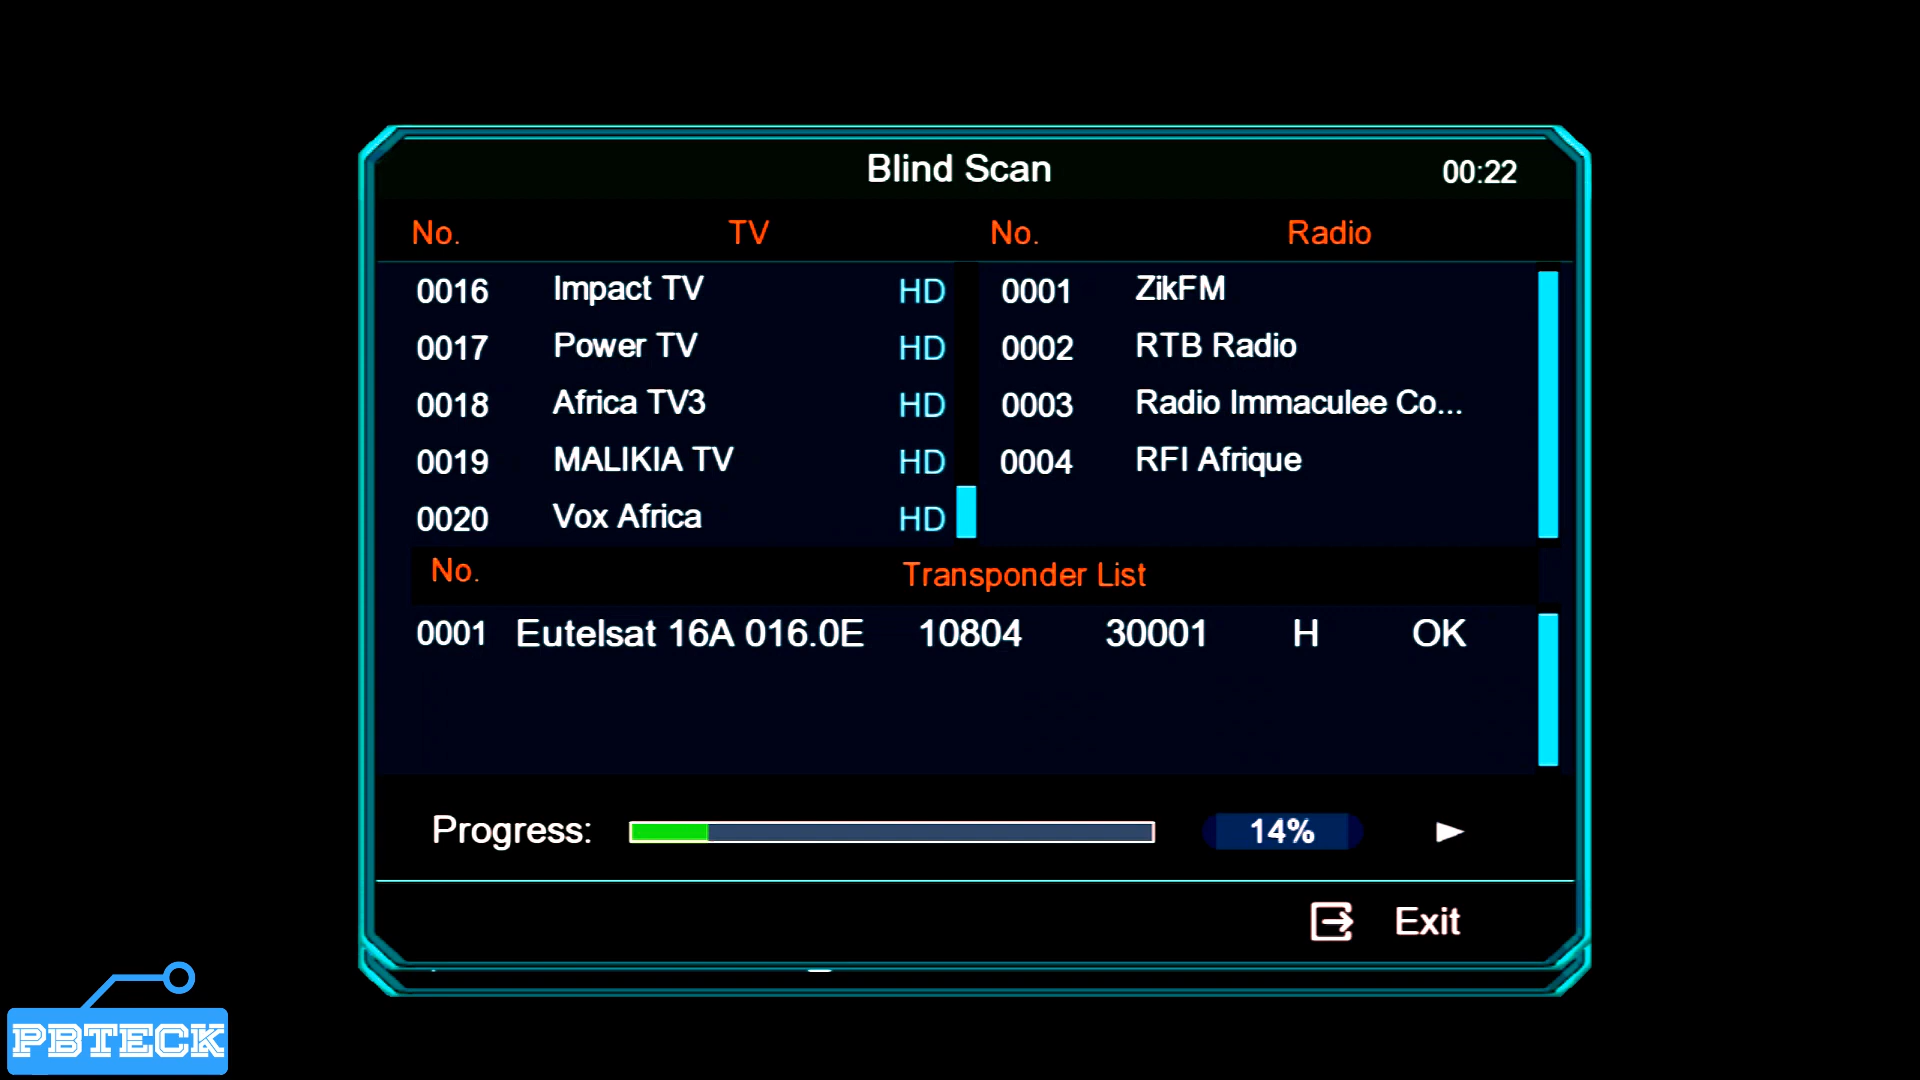 Blind Scan 00:22
No. TV No. Radio
0016 Impact TV HD 0001 ZikFM
0017 Power TV HD 0002 RTB Radio
0018 Africa TV3 HD 0003 Radio Immaculee Co...
0019 MALIKIA TV HD 0004 RFI Afrique
0020 Vox Africa HD
No. Transponder List
0001 Eutelsat 16A 016.0E 10804 30001 H OK
Progress: 14%
Exit
PBTECK